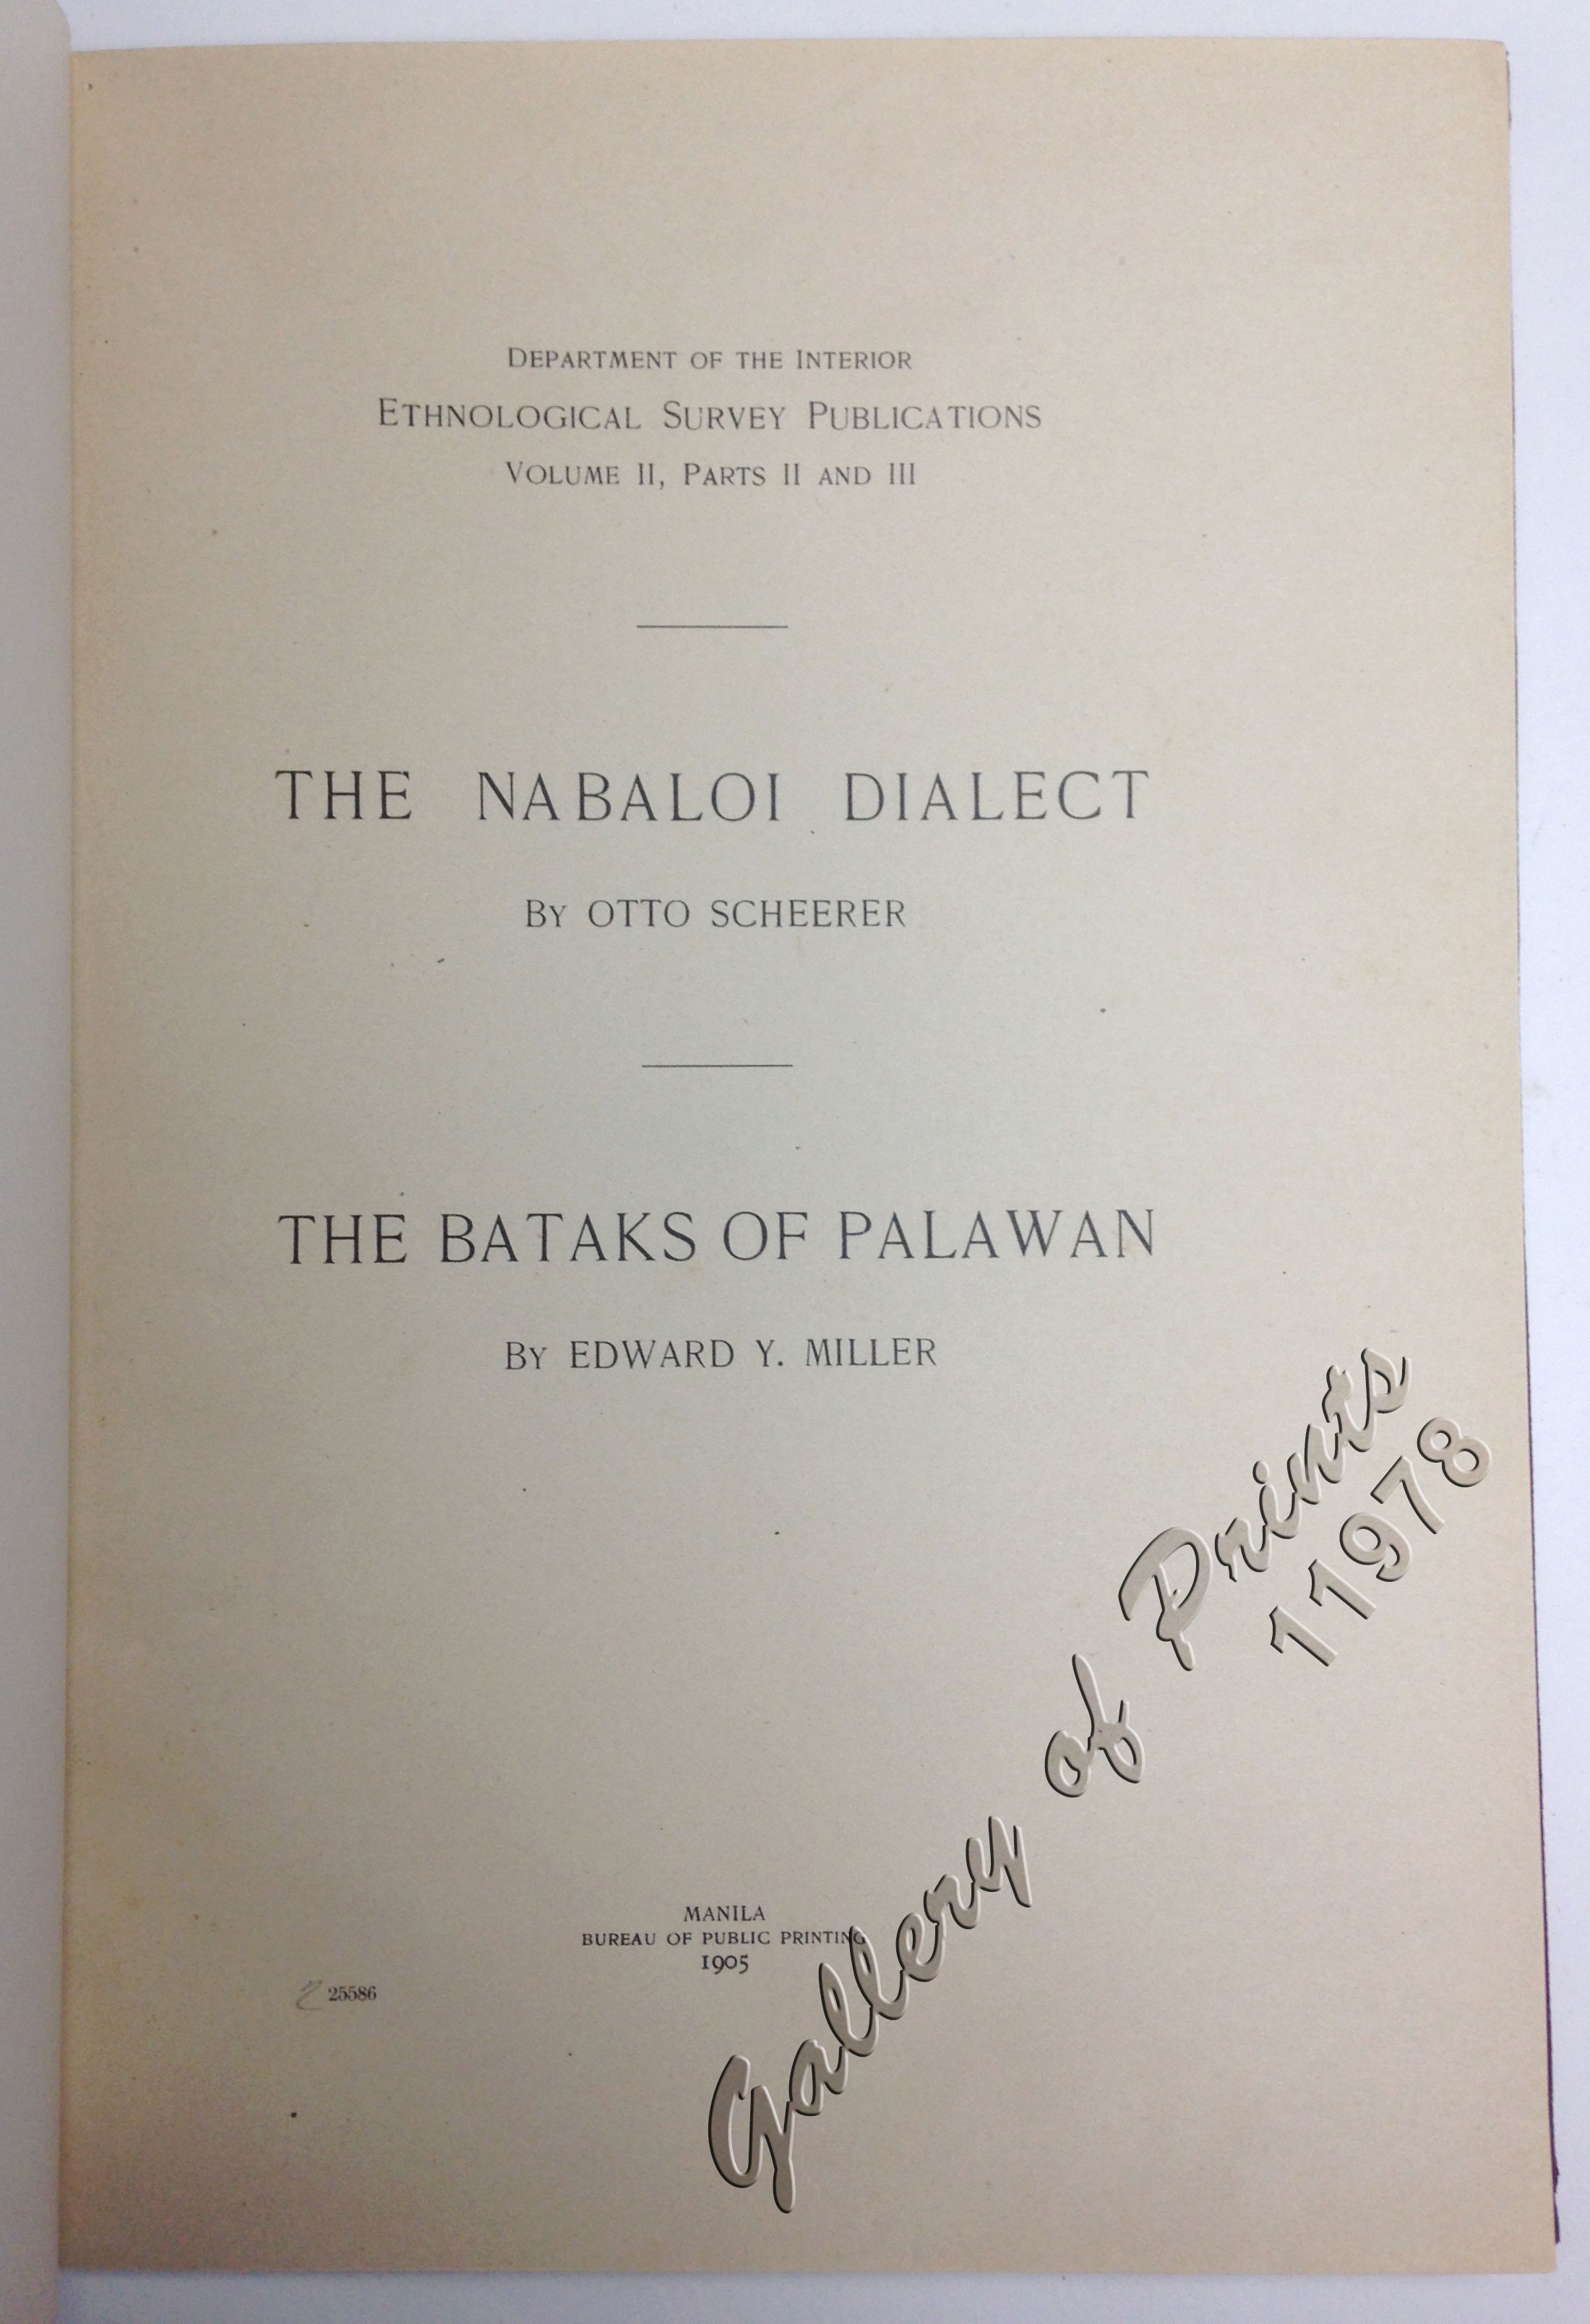 Department of the Interior
Ethnological Survey Publications
Volume II, Parts II and III
THE NABALOI DIALECT
By OTTO SCHEERER
THE BATAKS OF PALAWAN
By EDWARD Y. MILLER
MANILA
BUREAU OF PUBLIC PRINTING
1905
25586
Gallery of Prints
11978